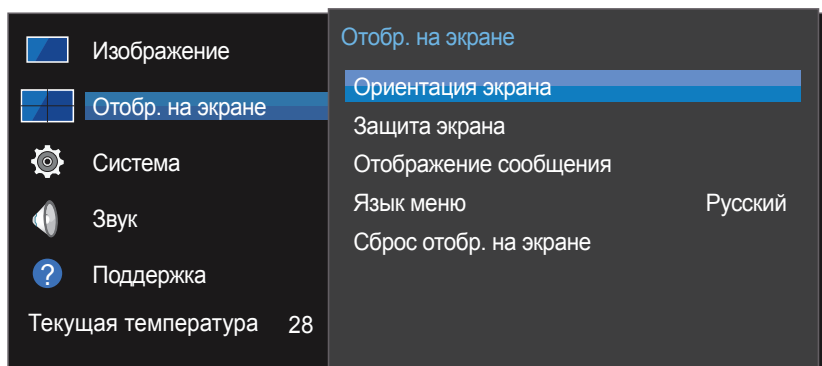 Изображение
Отобр. на экране
Система
Звук
Поддержка
Текущая температура 28
Отобр. на экране
Ориентация экрана
Защита экрана
Отображение сообщения
Язык меню Русский
Сброс отобр. на экране